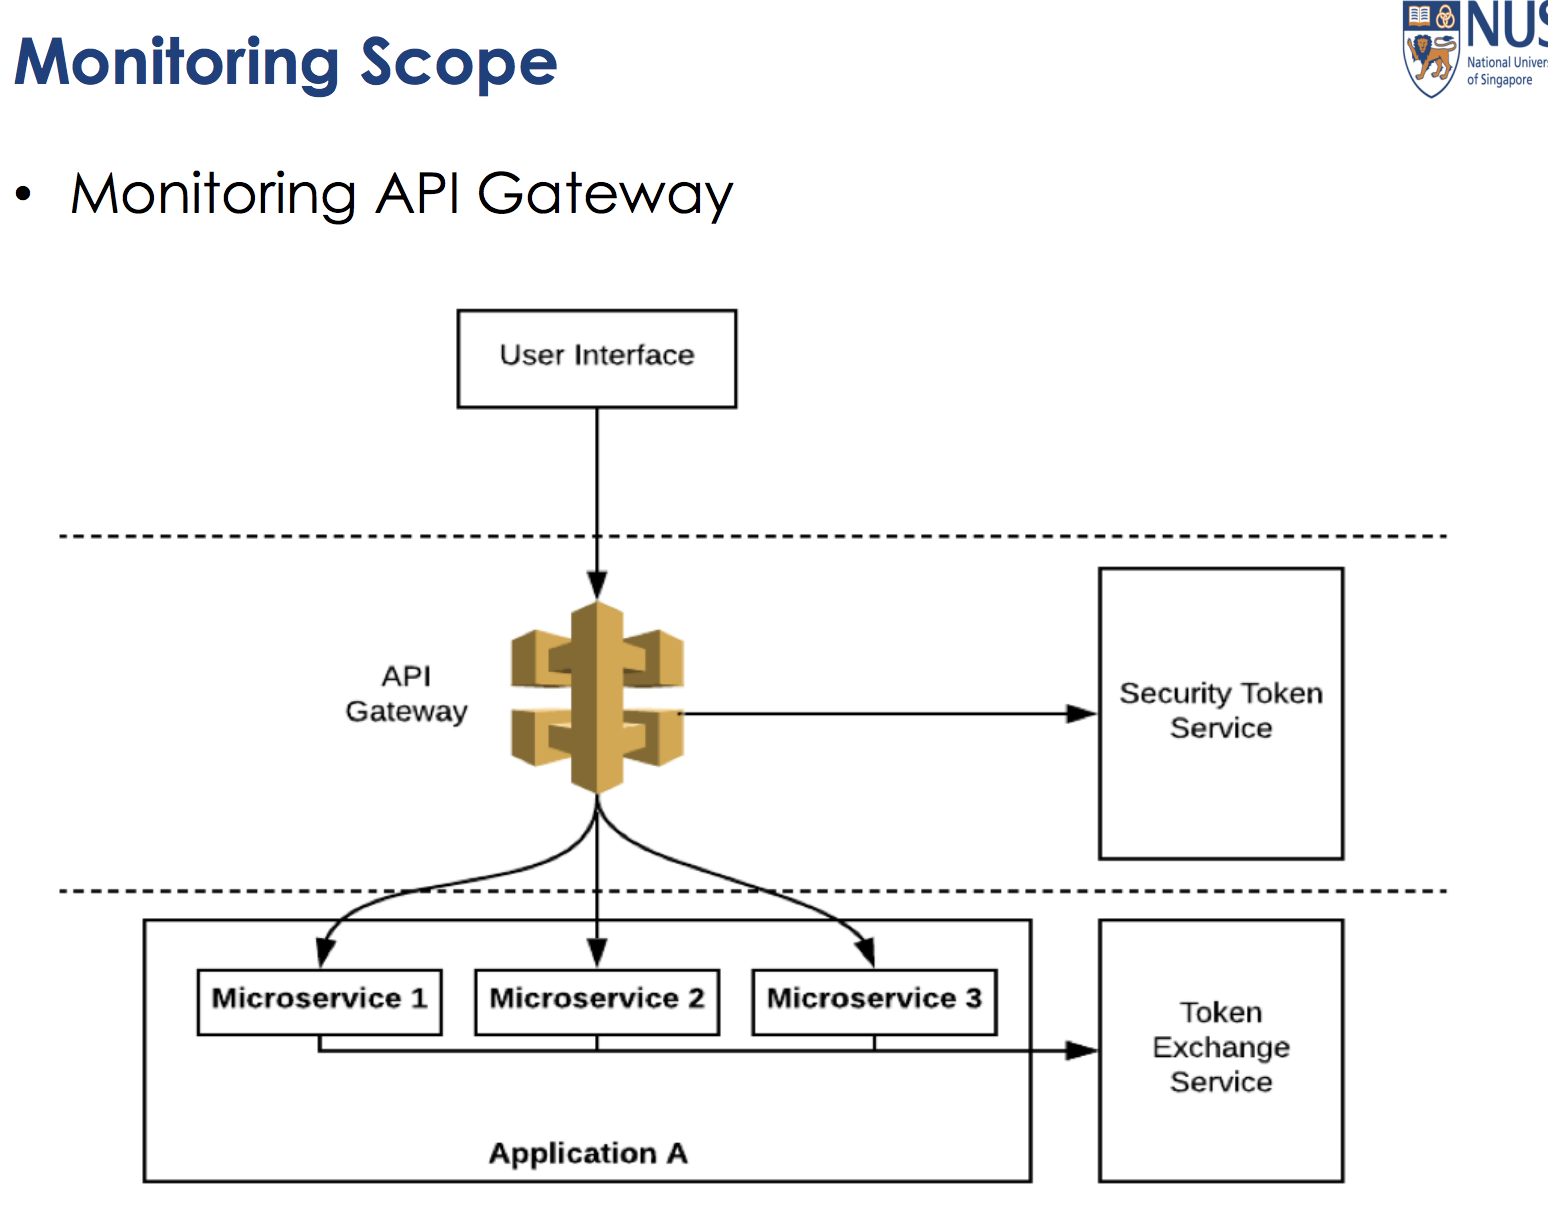 Monitoring Scope
NUS
National Univers
of Singapore
• Monitoring API Gateway
User Interface
API
Gateway
Security Token
Service
Microservice 1
Microservice 2
Microservice 3
Token
Exchange
Service
Application A